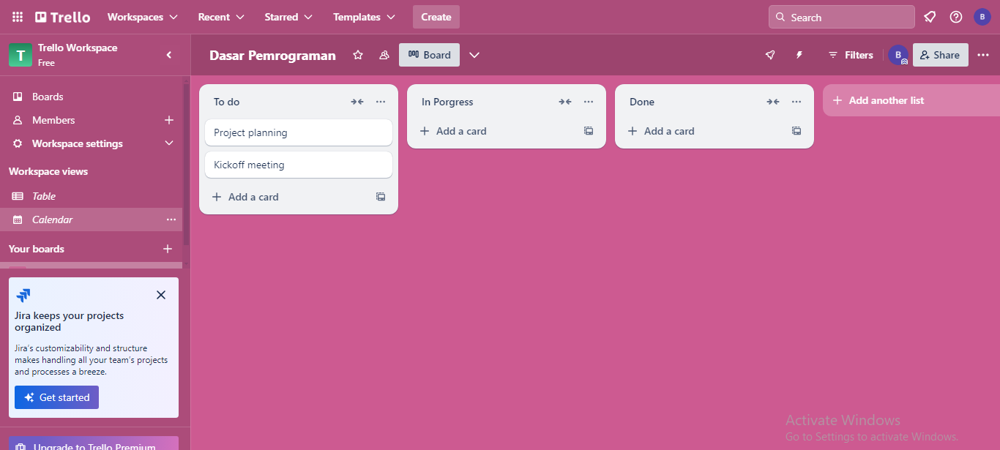 Trello Workspaces Recent Starred Templates Create Search B
T Trello Workspace
Free
Dasar Pemrograman Board Filters B Share
Boards
Members
Workspace settings
Workspace views
Table
Calendar
Your boards
To do
Project planning
Kickoff meeting
Add a card
In Porgress
Add a card
Done
Add a card
Add another list
Jira keeps your projects
organized
Jira's customizability and structure
makes handling all your team's projects
and processes a breeze.
Get started
Upgrade to Trello Premium
Activate Windows
Go to Settings to activate Windows.